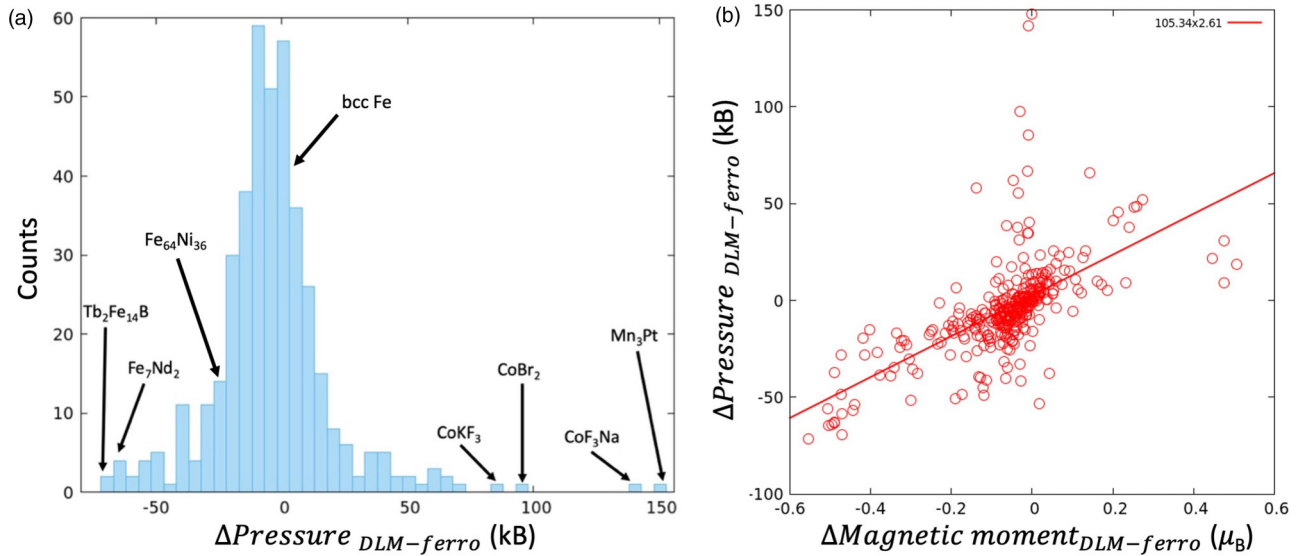 (a)
60
50
40
30
20
10
0
Counts
-50
0
50
100
150
ΔPressure DLM−ferro (kB)
bcc Fe
Fe64Ni36
Tb2Fe14B
Fe7Nd2
Mn3Pt
CoBr2
CoKF3
CoF3Na
(b)
150
100
50
0
-50
-100
ΔPressure DLM−ferro (kB)
105.34x2.61
-0.6
-0.4
-0.2
0
0.2
0.4
0.6
ΔMagnetic momentDLM−ferro (μB)